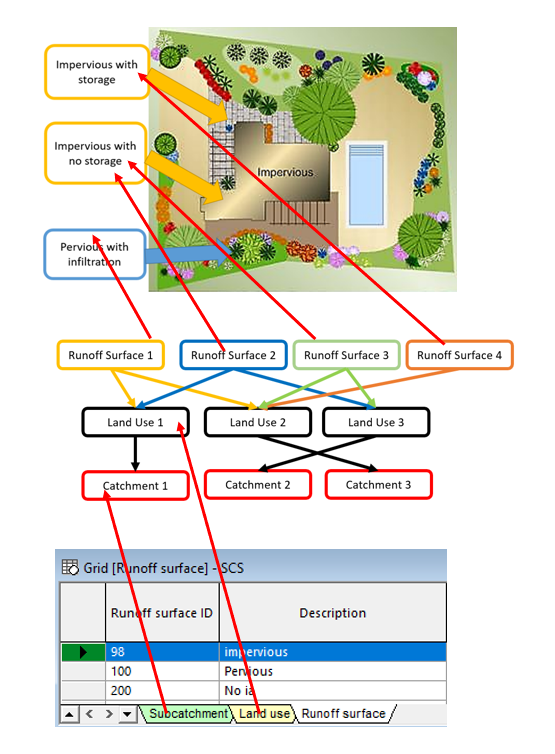 Impervious with
storage
Impervious with
no storage
Impervious
Pervious with
infiltration
Runoff Surface 1
Runoff Surface 2
Runoff Surface 3
Runoff Surface 4
Land Use 1
Land Use 2
Land Use 3
Catchment 1
Catchment 2
Catchment 3
Grid [Runoff surface] - SCS
Runoff surface ID
Description
98
impervious
100
Pervious
200
No ia
Subcatchment
Land use
Runoff surface